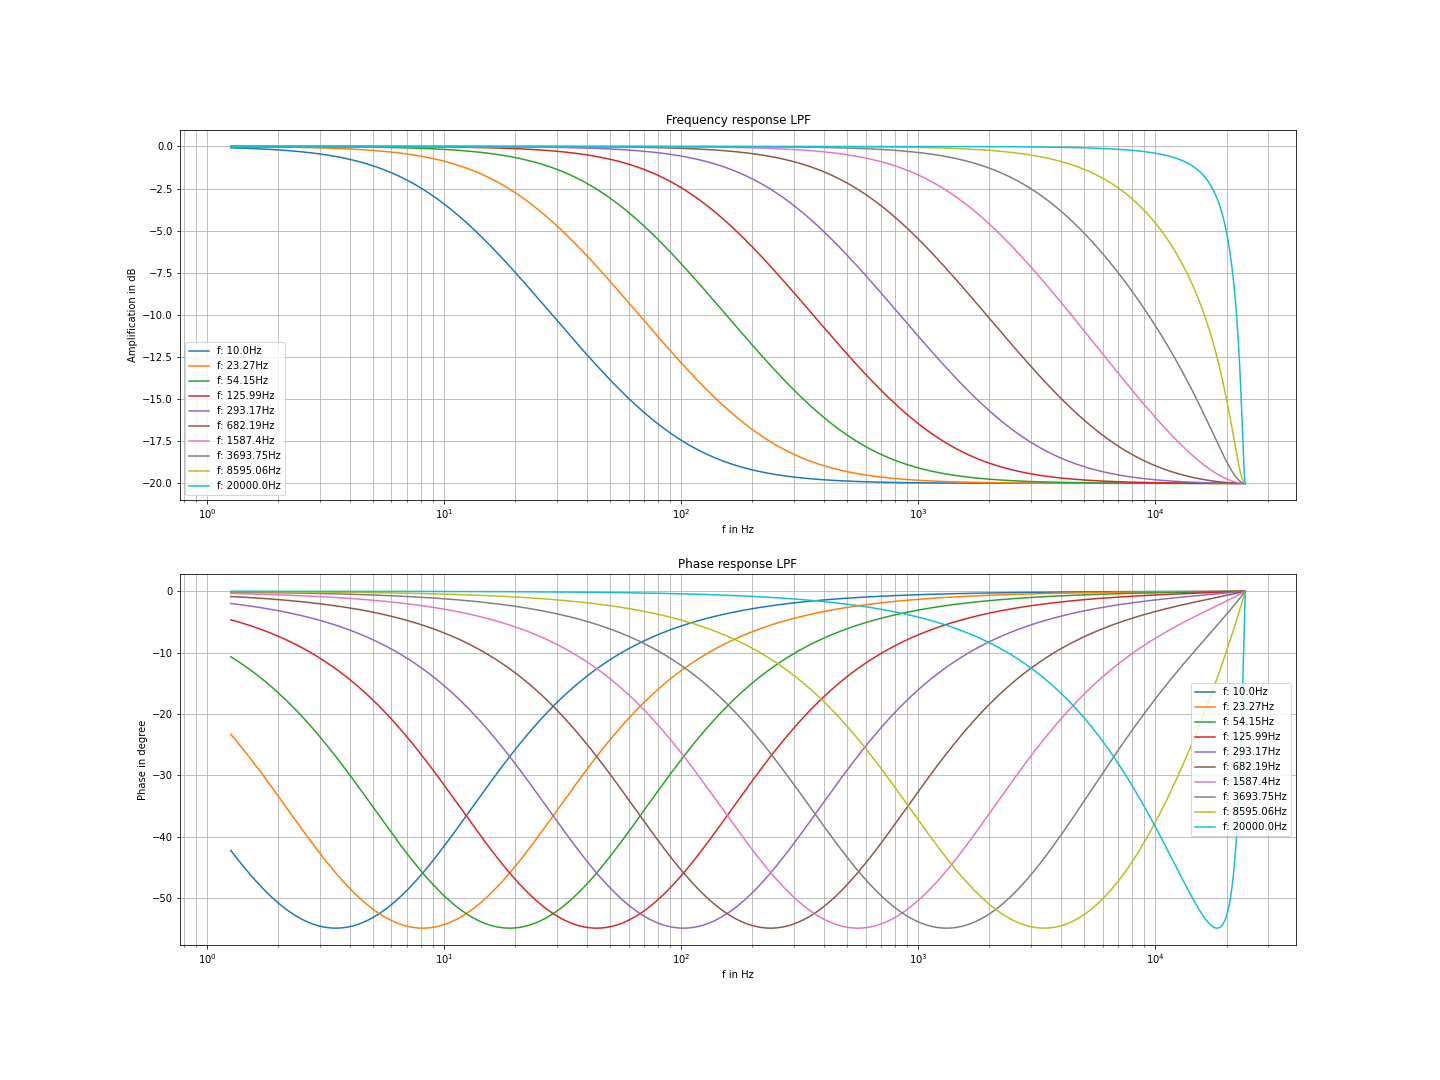 Frequency response LPF
Amplification in dB
0.0
−2.5
−5.0
−7.5
−10.0
−12.5
−15.0
−17.5
−20.0
f: 10.0Hz
f: 23.27Hz
f: 54.15Hz
f: 125.99Hz
f: 293.17Hz
f: 682.19Hz
f: 1587.4Hz
f: 3693.75Hz
f: 8595.06Hz
f: 20000.0Hz
10⁰ 10¹ 10² 10³ 10⁴
f in Hz
Phase response LPF
Phase in degree
0
−10
−20
−30
−40
−50
f: 10.0Hz
f: 23.27Hz
f: 54.15Hz
f: 125.99Hz
f: 293.17Hz
f: 682.19Hz
f: 1587.4Hz
f: 3693.75Hz
f: 8595.06Hz
f: 20000.0Hz
10⁰ 10¹ 10² 10³ 10⁴
f in Hz